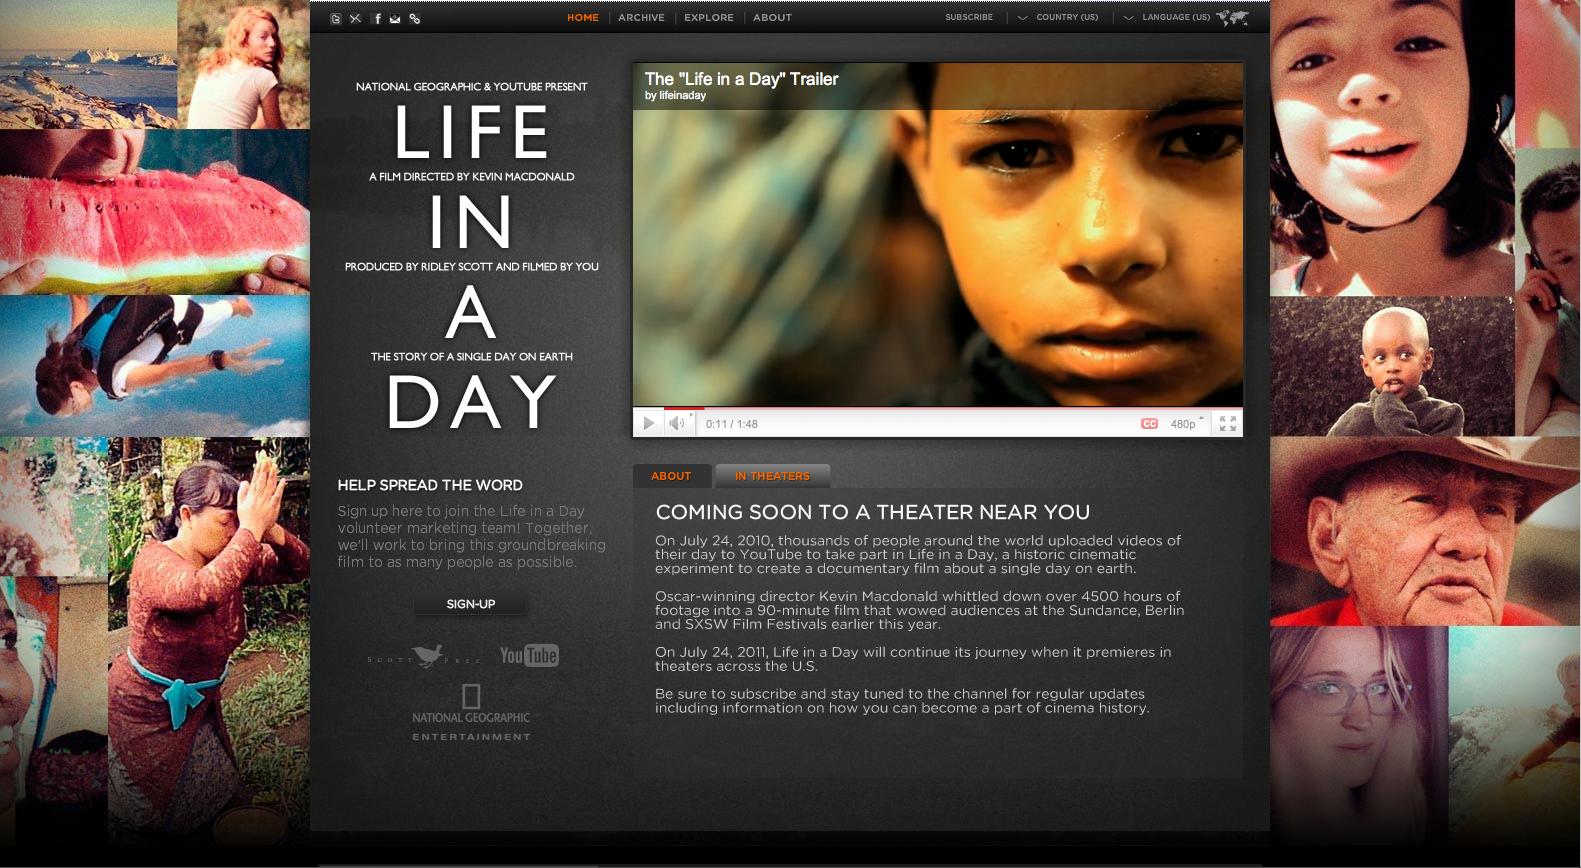 HOME
ARCHIVE
EXPLORE
ABOUT
SUBSCRIBE
COUNTRY (US)
LANGUAGE (US)
NATIONAL GEOGRAPHIC & YOUTUBE PRESENT
LIFE
A FILM DIRECTED BY KEVIN MACDONALD
IN
PRODUCED BY RIDLEY SCOTT AND FILMED BY YOU
A
THE STORY OF A SINGLE DAY ON EARTH
DAY
The "Life in a Day" Trailer
by lifeinaday
0:11 / 1:48
CC
480p
HELP SPREAD THE WORD
Sign up here to join the Life in a Day
volunteer marketing team! Together,
we'll work to bring this groundbreaking
film to as many people as possible.
SIGN-UP
SCOTT FREE
YouTube
NATIONAL GEOGRAPHIC
ENTERTAINMENT
ABOUT
IN THEATERS
COMING SOON TO A THEATER NEAR YOU
On July 24, 2010, thousands of people around the world uploaded videos of
their day to YouTube to take part in Life in a Day, a historic cinematic
experiment to create a documentary film about a single day on earth.
Oscar-winning director Kevin Macdonald whittled down over 4500 hours of
footage into a 90-minute film that wowed audiences at the Sundance, Berlin
and SXSW Film Festivals earlier this year.
On July 24, 2011, Life in a Day will continue its journey when it premieres in
theaters across the U.S.
Be sure to subscribe and stay tuned to the channel for regular updates
including information on how you can become a part of cinema history.